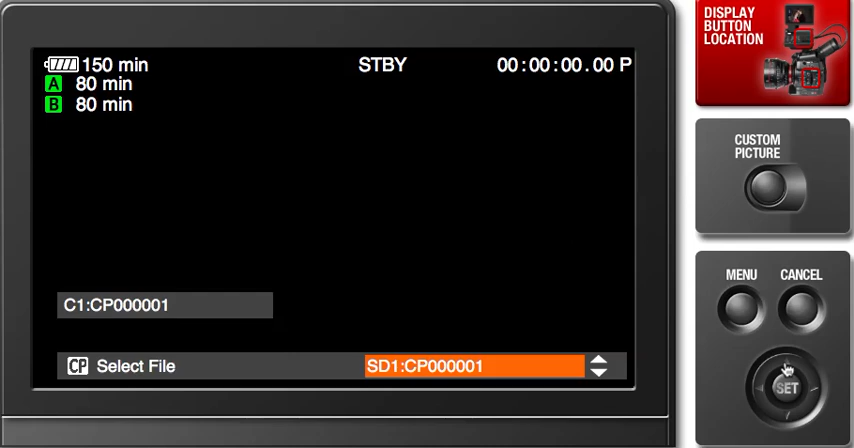 150 min
STBY
00:00:00.00 P
A 80 min
B 80 min
C1:CP000001
CP Select File
SD1:CP000001
DISPLAY
BUTTON
LOCATION
CUSTOM
PICTURE
MENU
CANCEL
SET